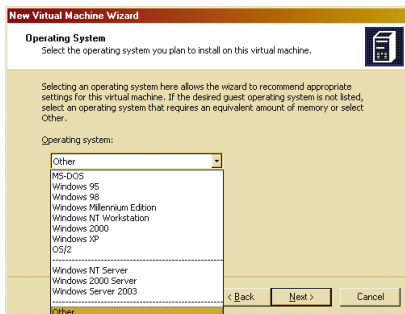 New Virtual Machine Wizard
Operating System
Select the operating system you plan to install on this virtual machine.
Selecting an operating system here allows the wizard to recommend appropriate
settings for this virtual machine. If the desired guest operating system is not listed,
select an operating system that requires an equivalent amount of memory or select
Other.
Operating system:
Other
MS-DOS
Windows 95
Windows 98
Windows Millennium Edition
Windows NT Workstation
Windows 2000
Windows XP
OS/2
Windows NT Server
Windows 2000 Server
Windows Server 2003
Other
< Back Next > Cancel